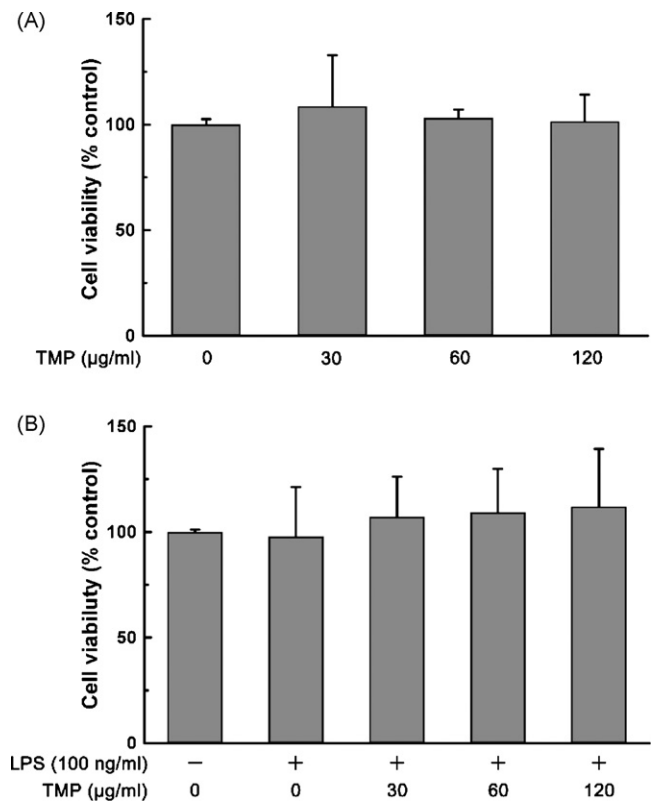 (A)
150
100
50
0
Cell viability (% control)
TMP (µg/ml) 0 30 60 120
(B)
150
100
50
0
Cell viabiluty (% control)
LPS (100 ng/ml) − + + + +
TMP (µg/ml) 0 0 30 60 120